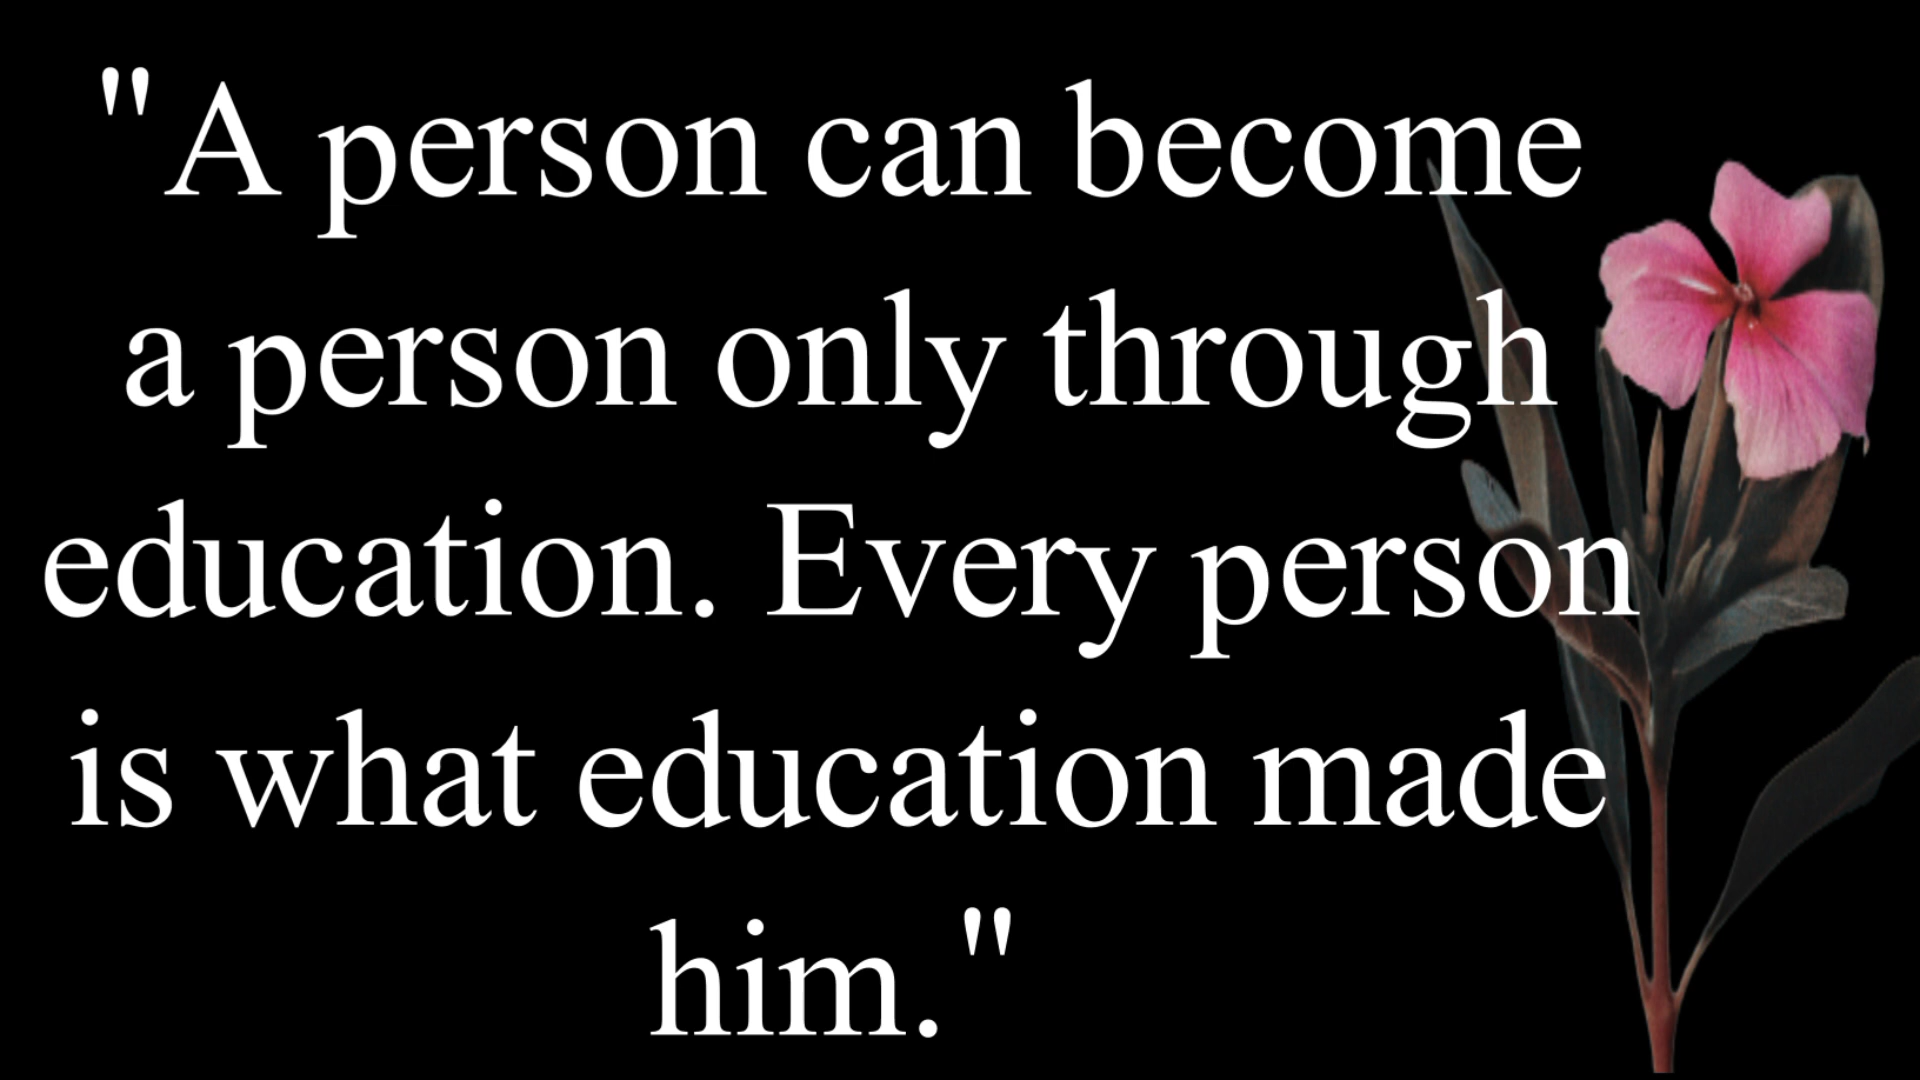 "A person can become
a person only through
education. Every person
is what education made
him."